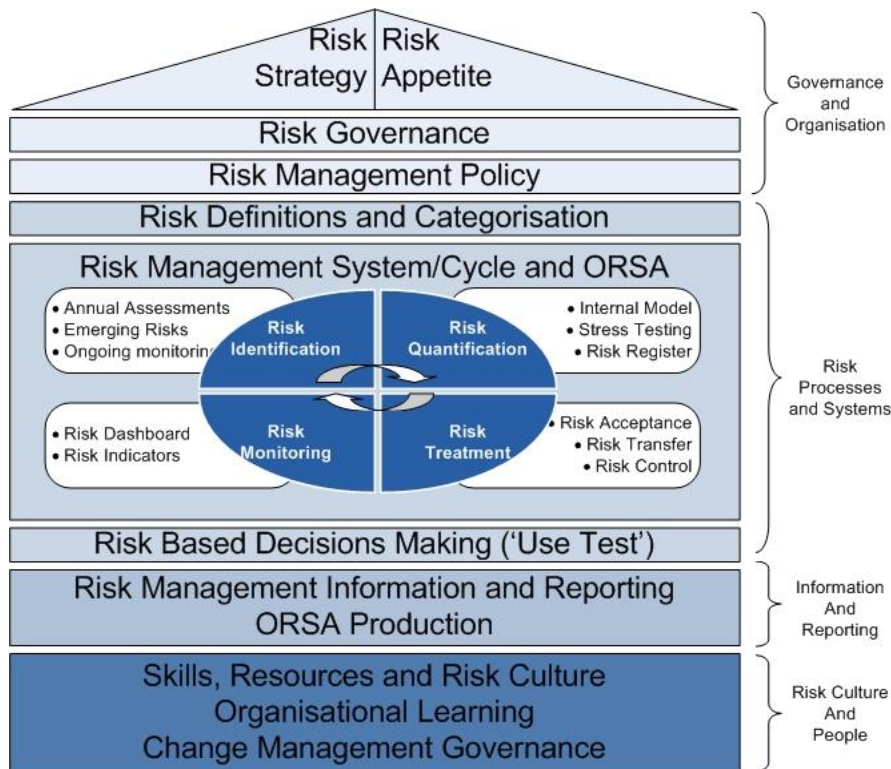 Risk
Strategy
Risk
Appetite
Governance
and
Organisation
Risk Governance
Risk Management Policy
Risk Definitions and Categorisation
Risk Management System/Cycle and ORSA
• Annual Assessments
• Emerging Risks
• Ongoing monitoring
Risk
Identification
Risk
Quantification
• Internal Model
• Stress Testing
• Risk Register
• Risk Dashboard
• Risk Indicators
Risk
Monitoring
Risk
Treatment
• Risk Acceptance
• Risk Transfer
• Risk Control
Risk
Processes
and Systems
Risk Based Decisions Making (‘Use Test’)
Risk Management Information and Reporting
ORSA Production
Information
And
Reporting
Skills, Resources and Risk Culture
Organisational Learning
Change Management Governance
Risk Culture
And
People